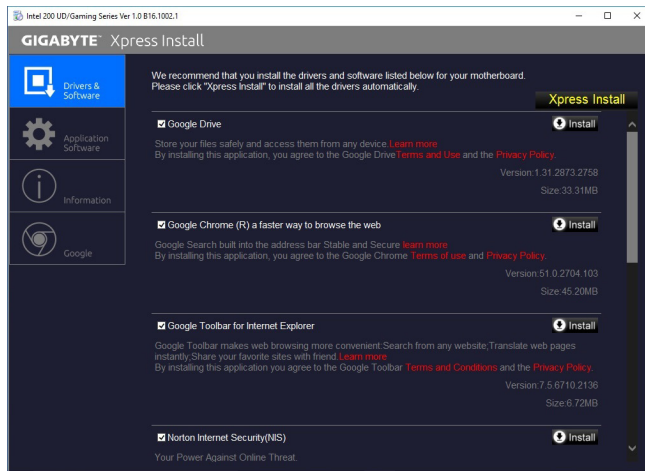 Intel 200 UD/Gaming Series Ver 1.0 B16.1002.1
GIGABYTE™ Xpress Install
Drivers &
Software
Application
Software
Information
Google
We recommend that you install the drivers and software listed below for your motherboard.
Please click "Xpress Install" to install all the drivers automatically.
Xpress Install
Google Drive
Install
Store your files safely and access them from any device.Learn more
By installing this application, you agree to the Google DriveTerms and Use and the Privacy Policy.
Version:1.31.2873.2758
Size:33.31MB
Google Chrome (R) a faster way to browse the web
Install
Google Search built into the address bar Stable and Secure learn more
By installing this application, you agree to the Google Chrome Terms of use and Privacy Policy.
Version:51.0.2704.103
Size:45.20MB
Google Toolbar for Internet Explorer
Install
Google Toolbar makes web browsing more convenient:Search from any website;Translate web pages
instantly;Share your favorite sites with friend.Learn more
By installing this application you agree to the Google Toolbar Terms and Conditions and the Privacy Policy.
Version:7.5.6710.2136
Size:6.72MB
Norton Internet Security(NIS)
Install
Your Power Against Online Threat.